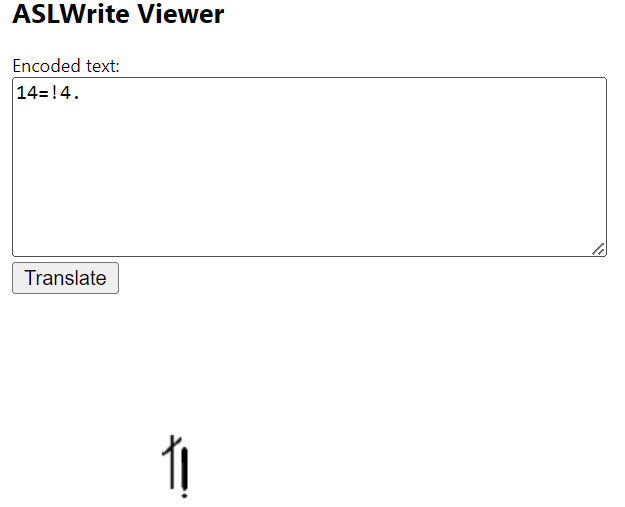 ASLWrite Viewer
Encoded text:
14=!4.
Translate